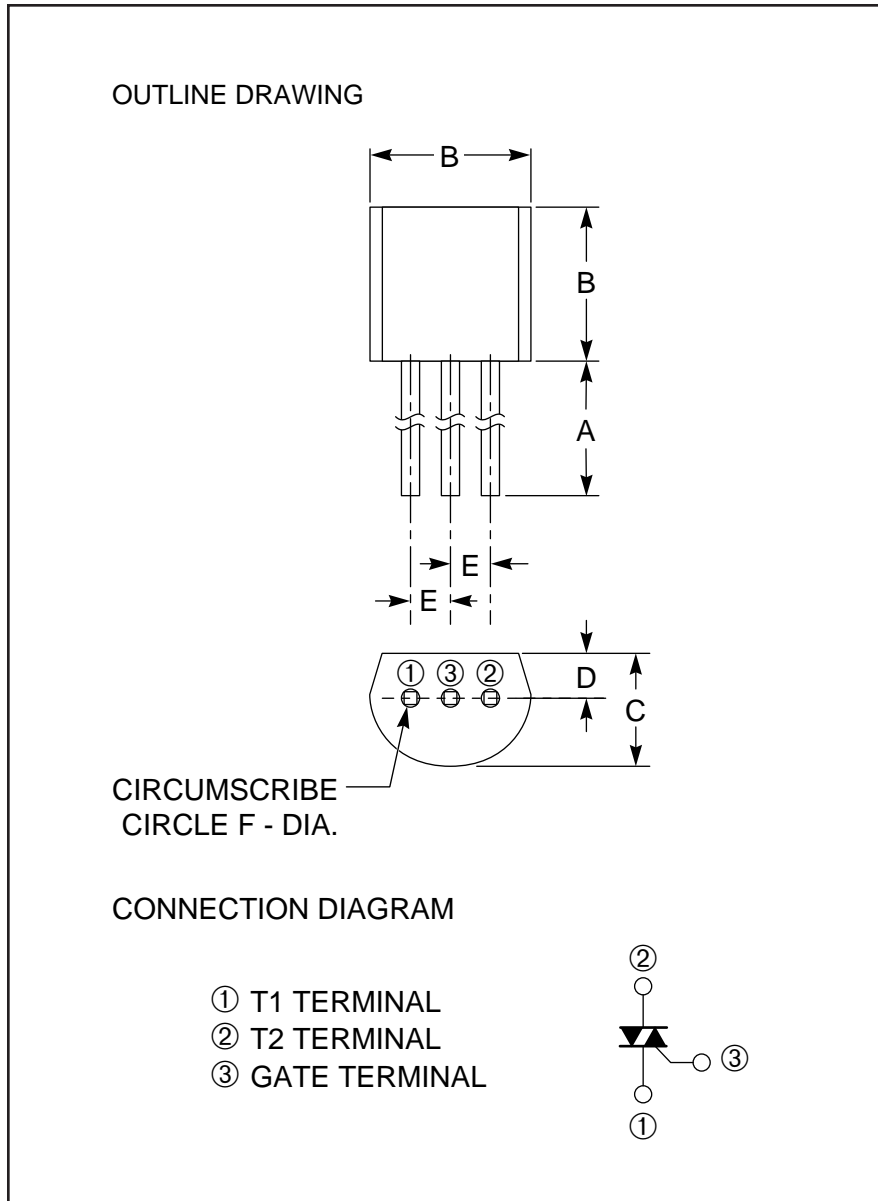 OUTLINE DRAWING
B
B
A
E
E
① ③ ②
D
C
CIRCUMSCRIBE
CIRCLE F - DIA.
CONNECTION DIAGRAM
②
① T1 TERMINAL
② T2 TERMINAL
③ GATE TERMINAL
③
①